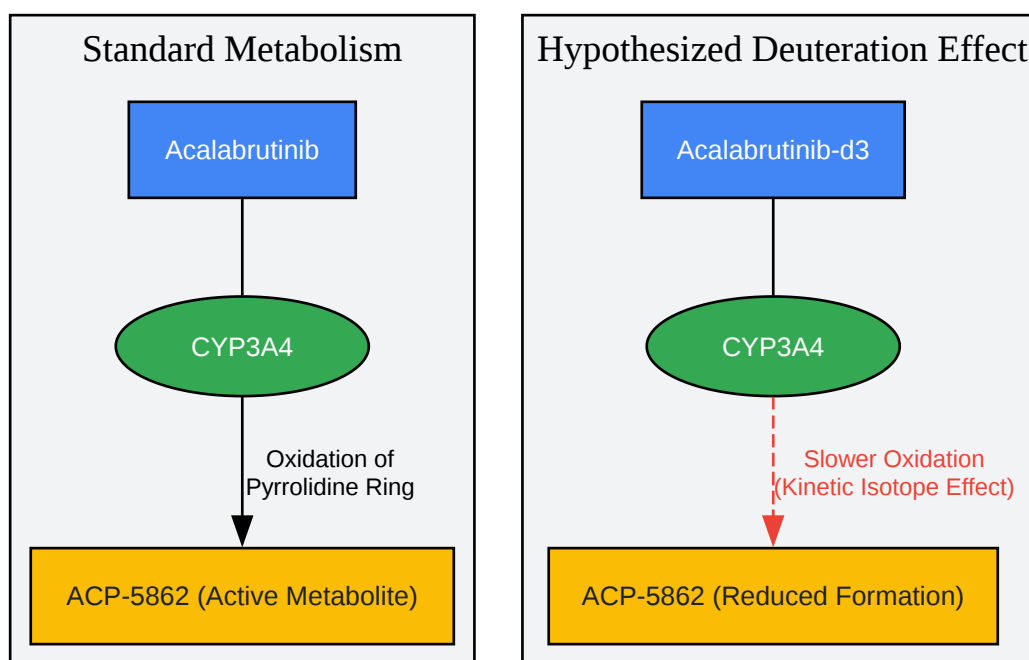 Standard Metabolism
Acalabrutinib
CYP3A4
Oxidation of
Pyrrolidine Ring
ACP-5862 (Active Metabolite)
Hypothesized Deuteration Effect
Acalabrutinib-d3
CYP3A4
Slower Oxidation
(Kinetic Isotope Effect)
ACP-5862 (Reduced Formation)